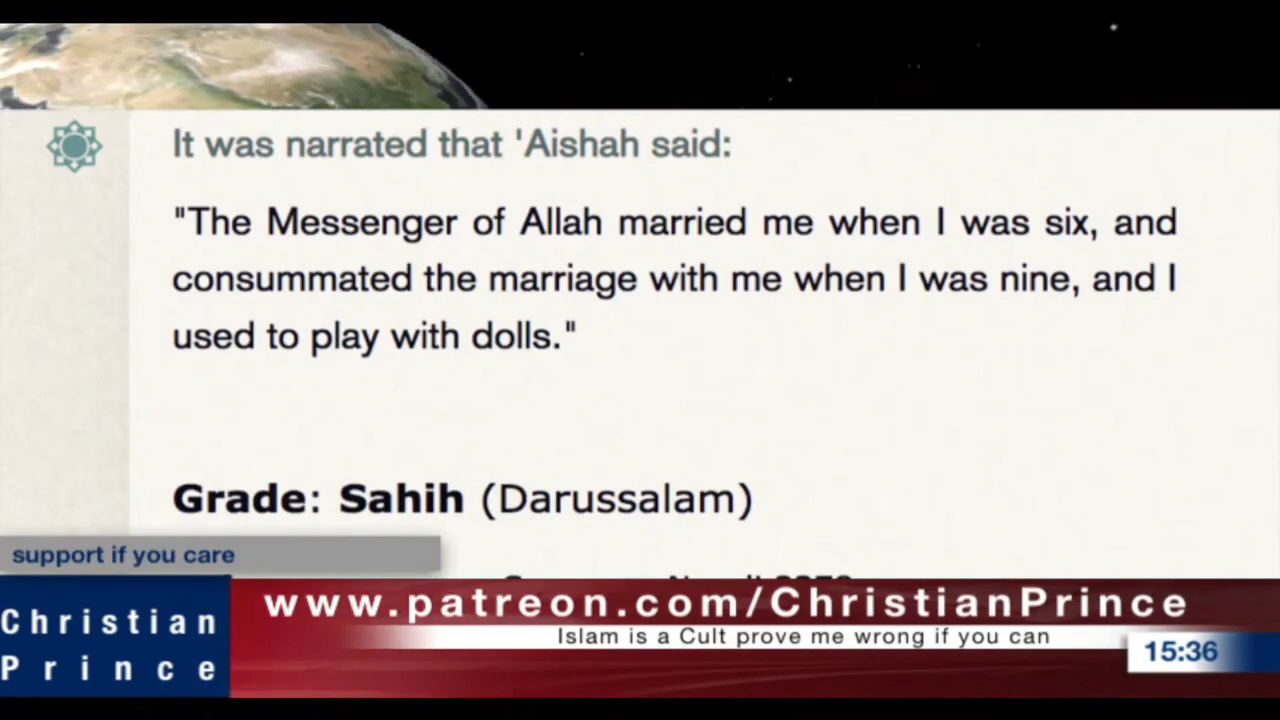 It was narrated that 'Aishah said:
"The Messenger of Allah married me when I was six, and
consummated the marriage with me when I was nine, and I
used to play with dolls."
Grade: Sahih (Darussalam)
support if you care
Christian
Prince
www.patreon.com/ChristianPrince
Islam is a Cult prove me wrong if you can
15:36